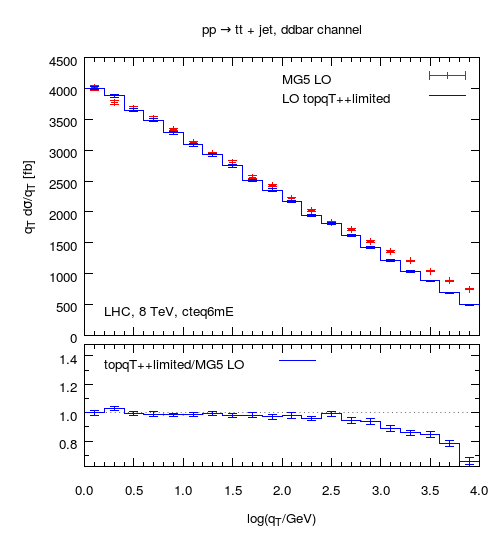 pp → tt + jet, ddbar channel
4500
4000
3500
3000
2500
2000
1500
1000
500
0
qT dσ/qT [fb]
MG5 LO
LO topqT++limited
LHC, 8 TeV, cteq6mE
1.4
1.2
1.0
0.8
topqT++limited/MG5 LO
0.0 0.5 1.0 1.5 2.0 2.5 3.0 3.5 4.0
log(qT/GeV)